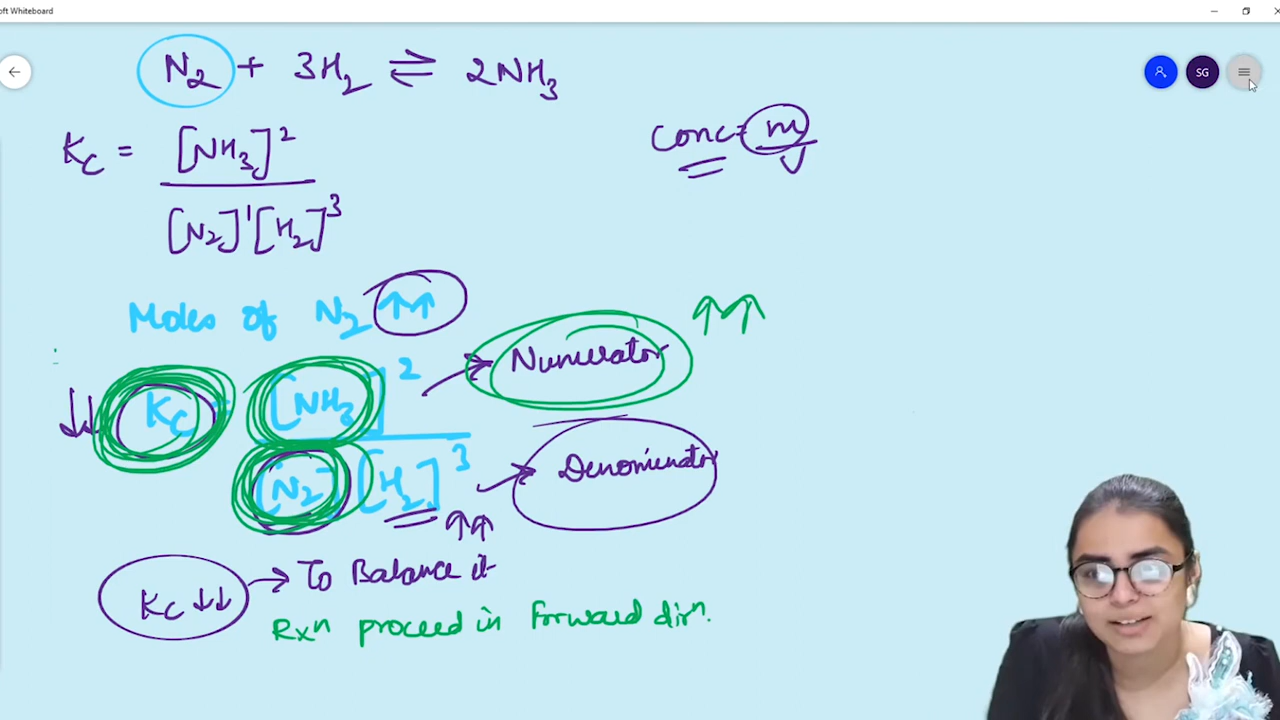 oft Whiteboard
SG
N2 + 3H2 ⇌ 2NH3
Kc = [NH3]²
[N2]¹[H2]³
Conc = m
V
Moles of N2 ↑↑
↑↑
↓↓ Kc = [NH3]² → Numerator
[N2][H2]³ → Denominator
↑↑
Kc ↓↓ → To Balance it
Rxn proceed in forward dirn.